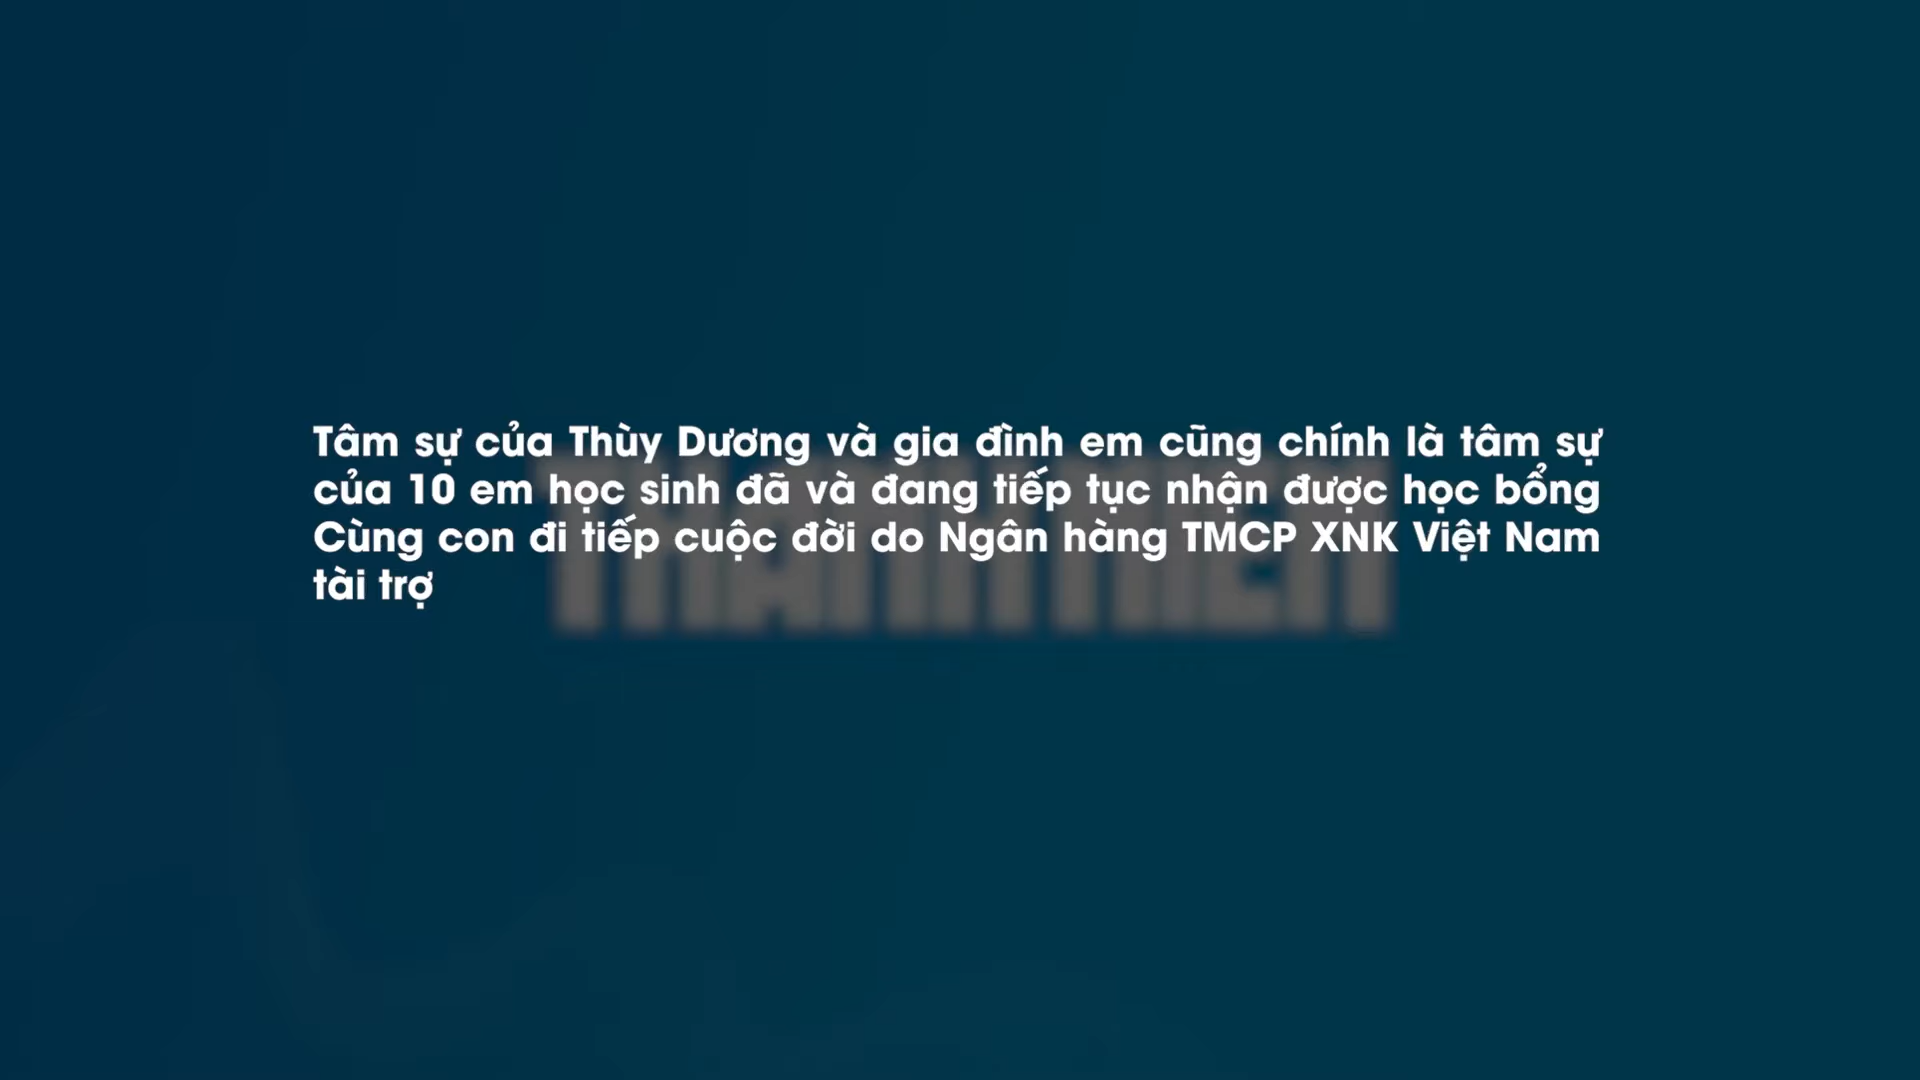 Tâm sự của Thùy Dương và gia đình em cũng chính là tâm sự
của 10 em học sinh đã và đang tiếp tục nhận được học bổng
Cùng con đi tiếp cuộc đời do Ngân hàng TMCP XNK Việt Nam
tài trợ
THANH NIÊN